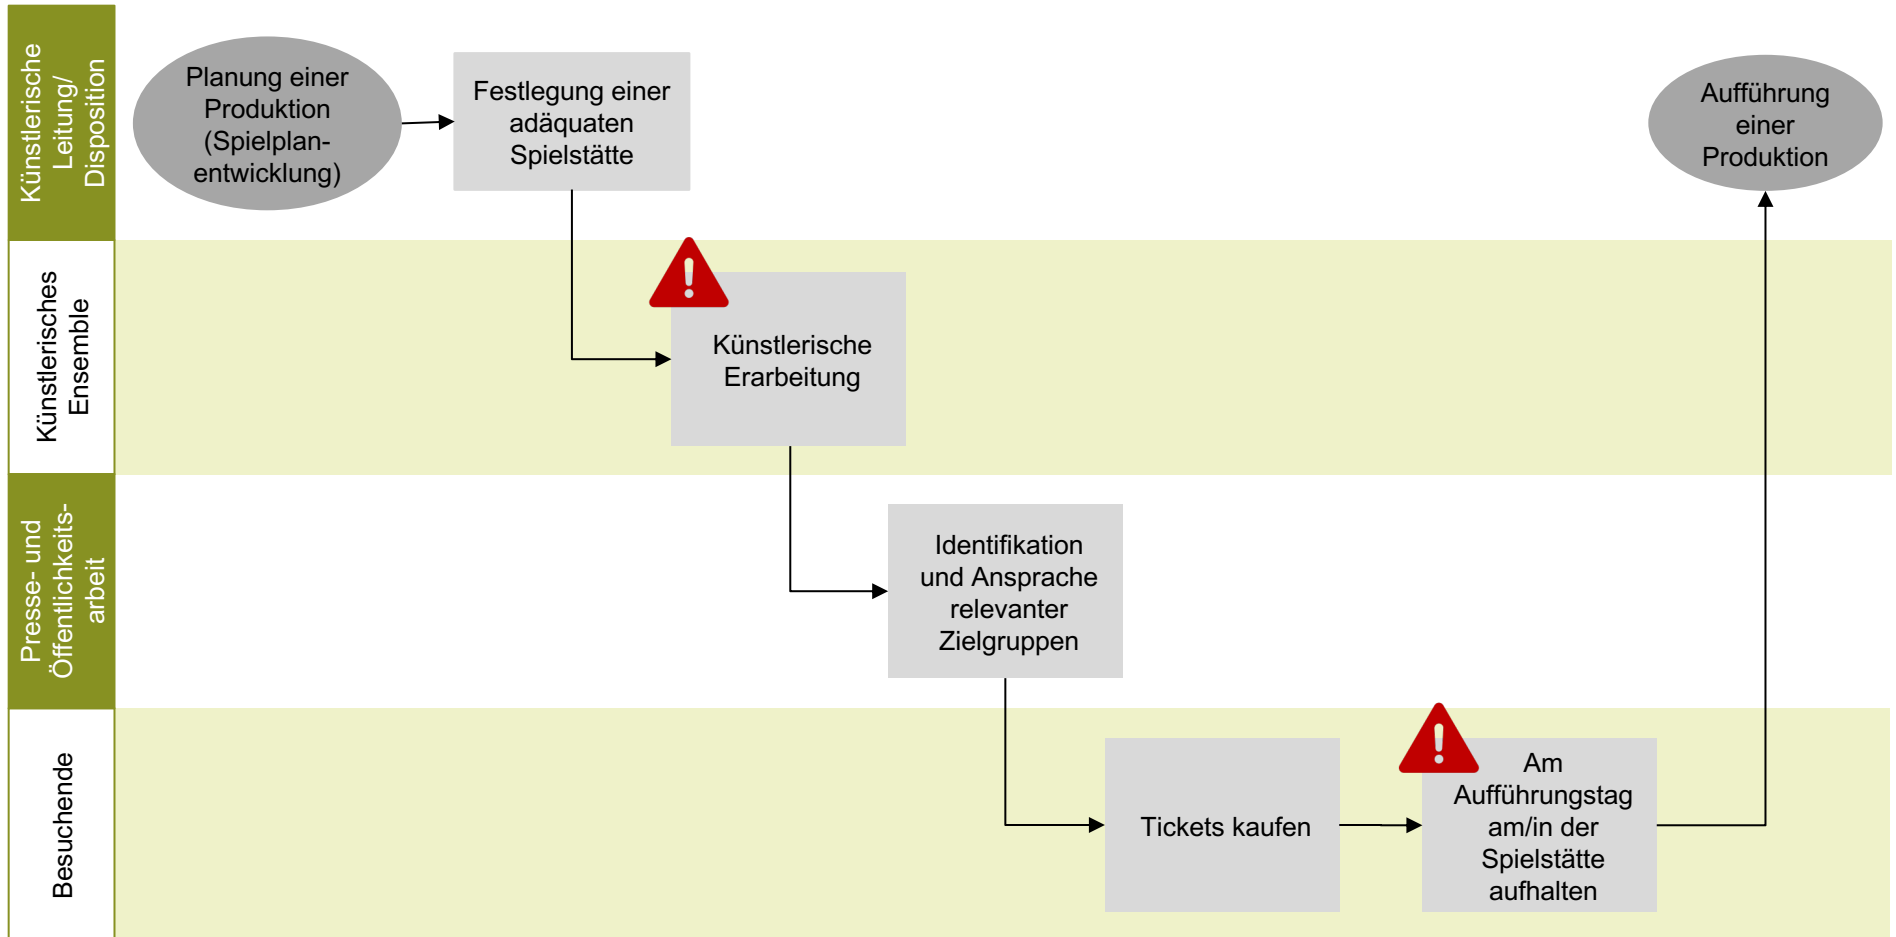 Künstlerische
Leitung/
Disposition
Planung einer
Produktion
(Spielplan-
entwicklung)
Festlegung einer
adäquaten
Spielstätte
Aufführung
einer
Produktion
Künstlerisches
Ensemble
Künstlerische
Erarbeitung
Presse- und
Öffentlichkeits-
arbeit
Identifikation
und Ansprache
relevanter
Zielgruppen
Besuchende
Tickets kaufen
Am
Aufführungstag
am/in der
Spielstätte
aufhalten